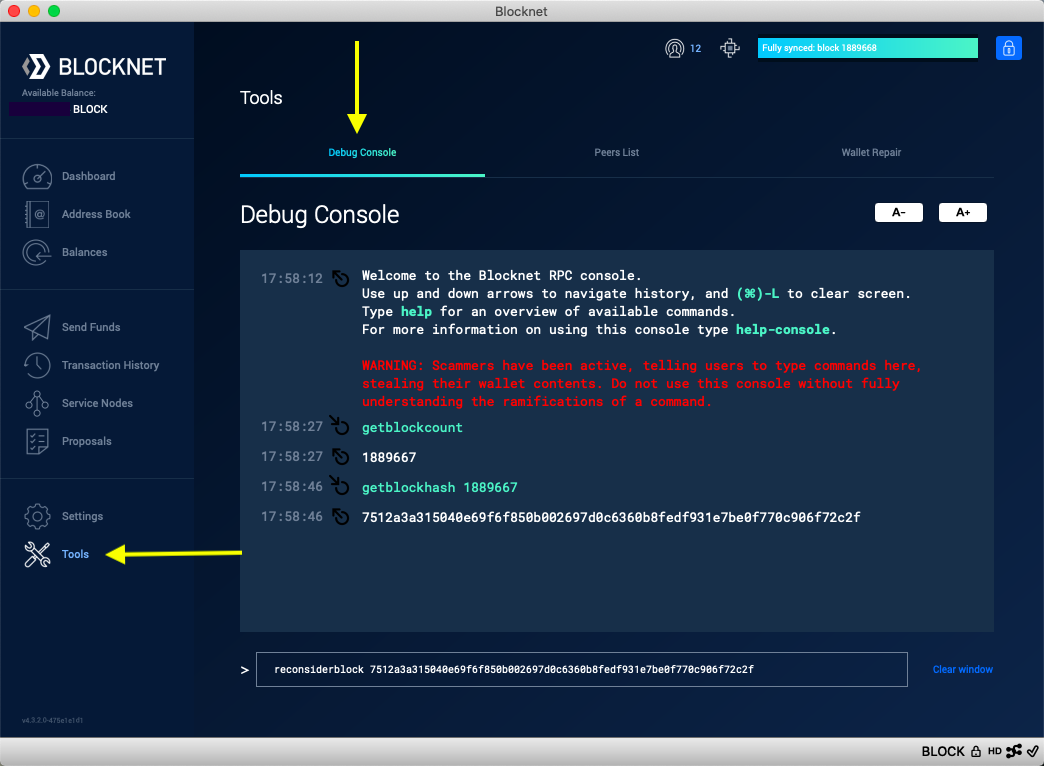 Blocknet
BLOCKNET
Available Balance:
BLOCK
Dashboard
Address Book
Balances
Send Funds
Transaction History
Service Nodes
Proposals
Settings
Tools
v4.3.2.0-475e1e1d1
12
Fully synced: block 1889668
Tools
Debug Console
Peers List
Wallet Repair
Debug Console
A-
A+
17:58:12 Welcome to the Blocknet RPC console.
Use up and down arrows to navigate history, and (⌘)-L to clear screen.
Type help for an overview of available commands.
For more information on using this console type help-console.
WARNING: Scammers have been active, telling users to type commands here,
stealing their wallet contents. Do not use this console without fully
understanding the ramifications of a command.
17:58:27 getblockcount
17:58:27 1889667
17:58:46 getblockhash 1889667
17:58:46 7512a3a315040e69f6f850b002697d0c6360b8fedf931e7be0f770c906f72c2f
> reconsiderblock 7512a3a315040e69f6f850b002697d0c6360b8fedf931e7be0f770c906f72c2f
Clear window
BLOCK HD